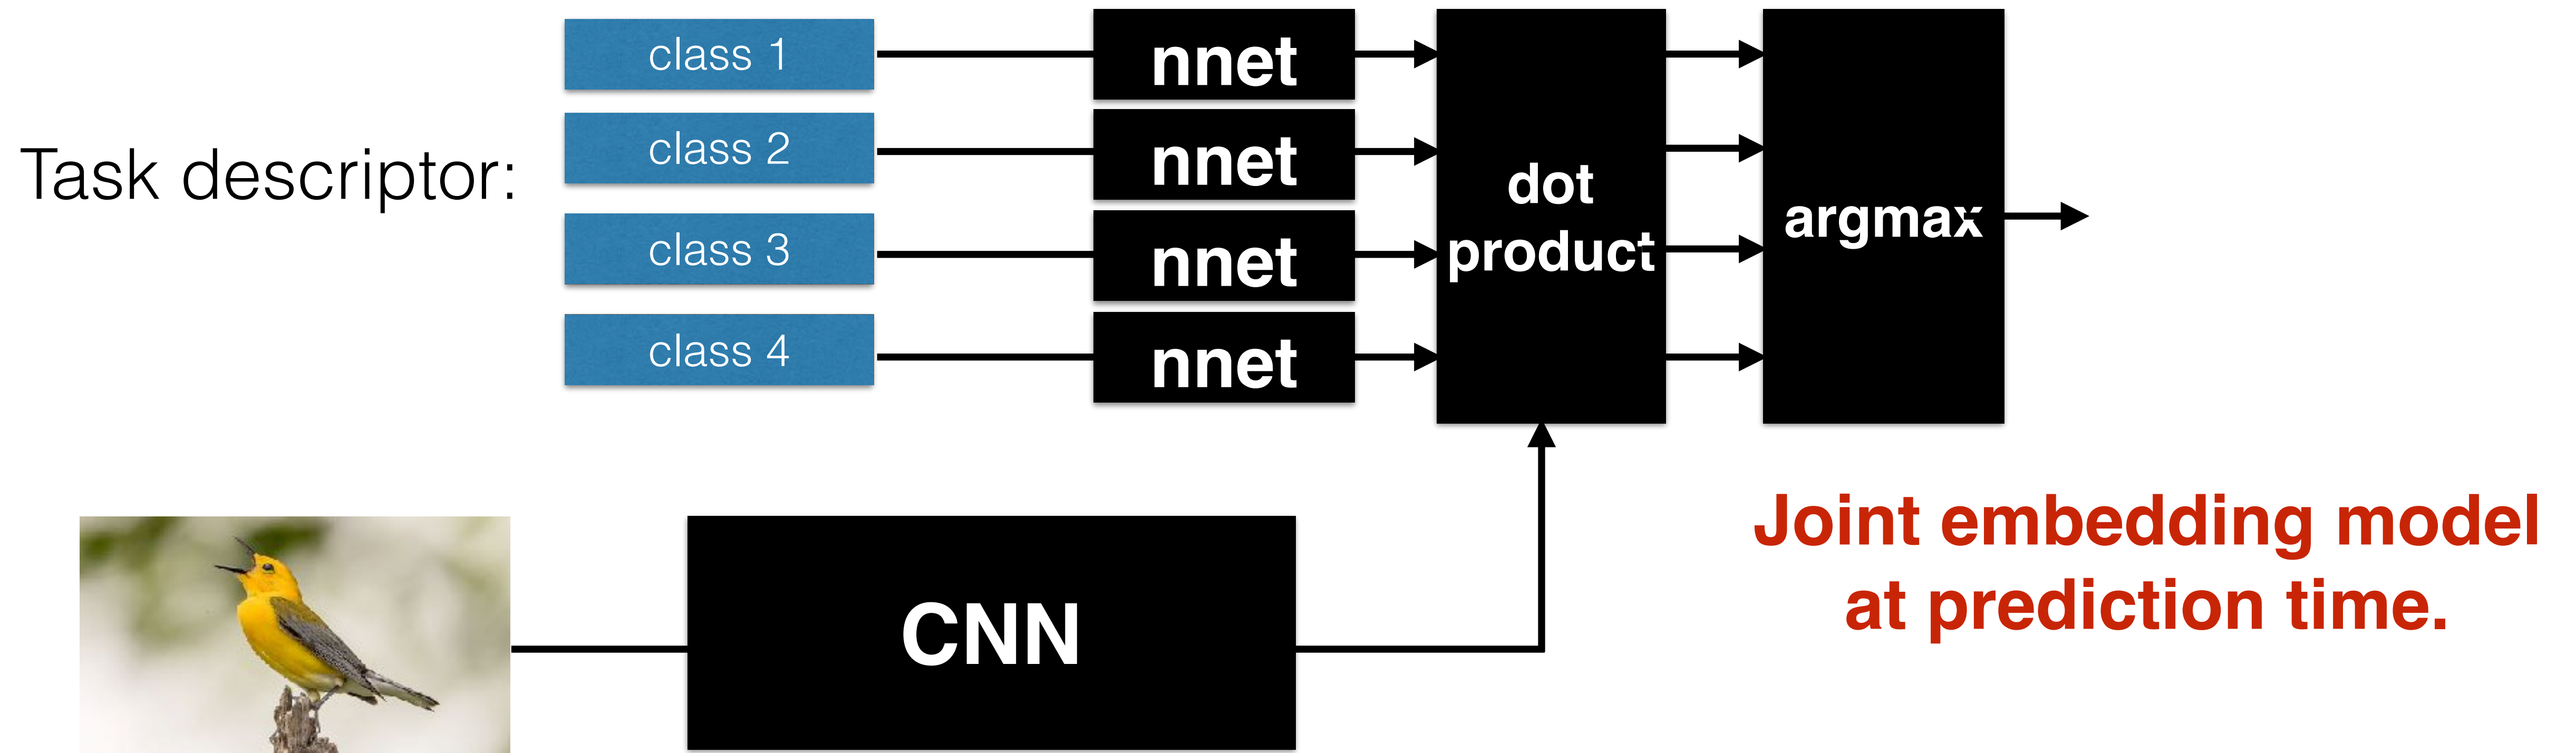 Task descriptor:
class 1
class 2
class 3
class 4
nnet
nnet
nnet
nnet
dot
product
argmax
CNN
Joint embedding model
at prediction time.